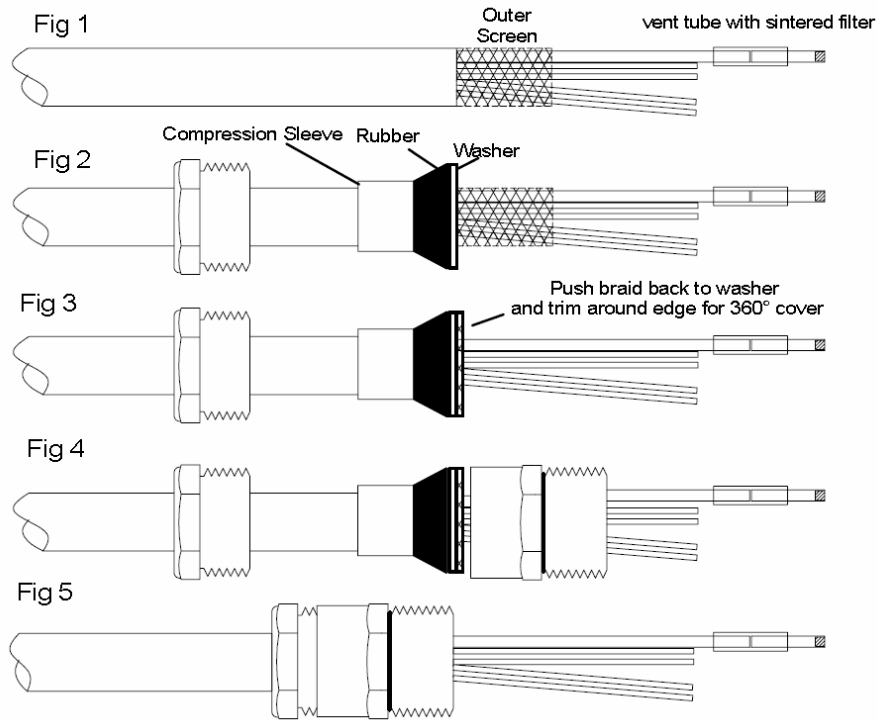 Fig 1
Outer
Screen
vent tube with sintered filter
Fig 2
Compression Sleeve
Rubber
Washer
Fig 3
Push braid back to washer
and trim around edge for 360° cover
Fig 4
Fig 5